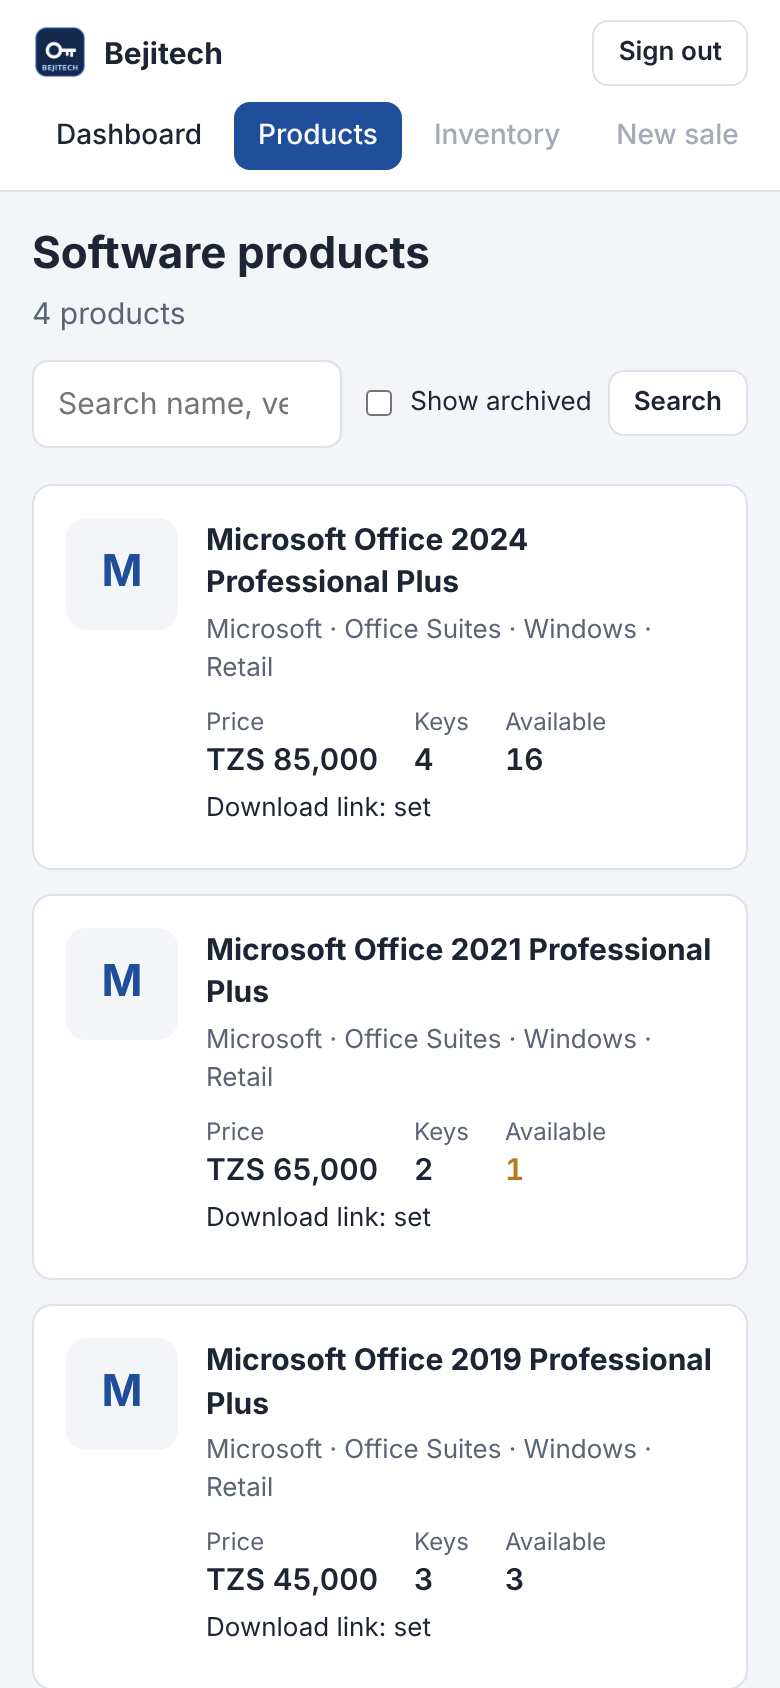 BEJITECH
Bejitech
Sign out
Dashboard
Products
Inventory
New sale
Software products
4 products
Search name, ve
Show archived
Search
M
Microsoft Office 2024
Professional Plus
Microsoft · Office Suites · Windows ·
Retail
Price Keys Available
TZS 85,000 4 16
Download link: set
M
Microsoft Office 2021 Professional
Plus
Microsoft · Office Suites · Windows ·
Retail
Price Keys Available
TZS 65,000 2 1
Download link: set
M
Microsoft Office 2019 Professional
Plus
Microsoft · Office Suites · Windows ·
Retail
Price Keys Available
TZS 45,000 3 3
Download link: set